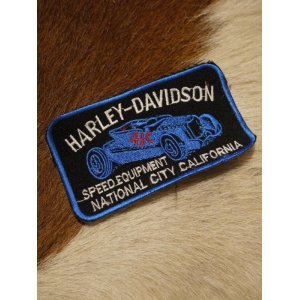 HARLEY-DAVIDSON
SPEED EQUIPMENT
NATIONAL CITY CALIFORNIA